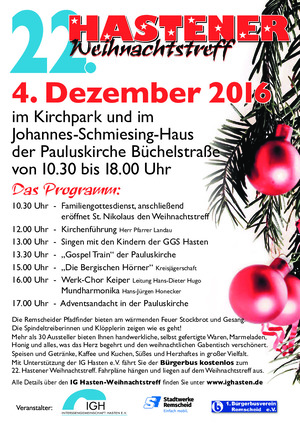 22. HASTENER
Weihnachtstreff
4. Dezember 2016
im Kirchpark und im
Johannes-Schmiesing-Haus
der Pauluskirche Büchelstraße
von 10.30 bis 18.00 Uhr
Das Programm:
10.30 Uhr - Familiengottesdienst, anschließend
eröffnet St. Nikolaus den Weihnachtstreff
12.00 Uhr - Kirchenführung Herr Pfarrer Landau
13.00 Uhr - Singen mit den Kindern der GGS Hasten
13.30 Uhr - „Gospel Train" der Pauluskirche
15.00 Uhr - „Die Bergischen Hörner" Kreisjägerschaft
16.00 Uhr - Werk-Chor Keiper Leitung Hans-Dieter Hugo
Mundharmonika Hans-Jürgen Honecker
17.00 Uhr - Adventsandacht in der Pauluskirche
Die Remscheider Pfadfinder bieten am wärmenden Feuer Stockbrot und Gesang.
Die Spindeltreiberinnen und Klöpplerin zeigen wie es geht!
Mehr als 30 Aussteller bieten Ihnen handwerkliche, selbst gefertigte Waren, Marmeladen,
Honig und alles, was das Herz begehrt und den weihnachtlichen Gabentisch verschönert.
Speisen und Getränke, Kaffee und Kuchen, Süßes und Herzhaftes in großer Vielfalt.
Mit Unterstützung der IG Hasten e.V. fährt Sie der Bürgerbus kostenlos zum
22. Hastener Weihnachtstreff. Fahrpläne hängen und liegen auf dem Weihnachtstreff aus.
Alle Details über den IG Hasten-Weihnachtstreff finden Sie unter www.ighasten.de
Veranstalter:
IGH
INTERESSENGEMEINSCHAFT HASTEN E.V.
Stadtwerke
Remscheid
Einfach mobil.
1. Bürgerbusverein
Remscheid e.V.